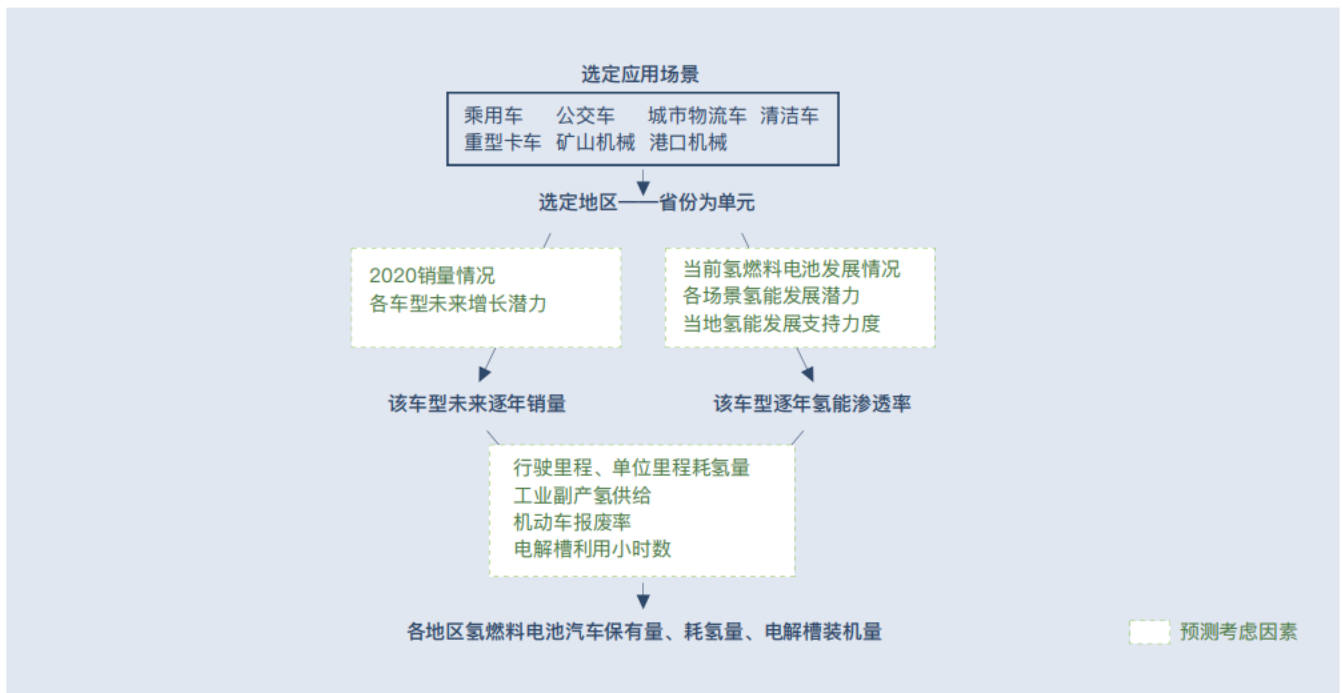 选定应用场景
乘用车 公交车 城市物流车 清洁车
重型卡车 矿山机械 港口机械
选定地区——省份为单元
2020销量情况
各车型未来增长潜力
当前氢燃料电池发展情况
各场景氢能发展潜力
当地氢能发展支持力度
该车型未来逐年销量
该车型逐年氢能渗透率
行驶里程、单位里程耗氢量
工业副产氢供给
机动车报废率
电解槽利用小时数
各地区氢燃料电池汽车保有量、耗氢量、电解槽装机量
预测考虑因素